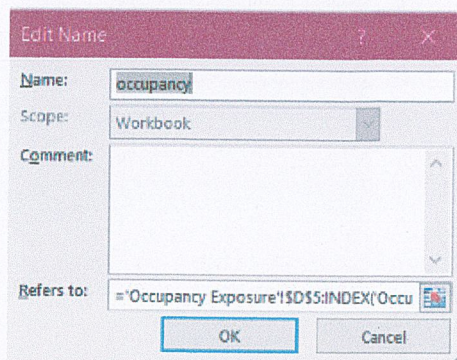 Edit Name ? ×
Name: occupancy
Scope: Workbook
Comment:
Refers to: ='Occupancy Exposure'!$D$5:INDEX('Occu
OK Cancel